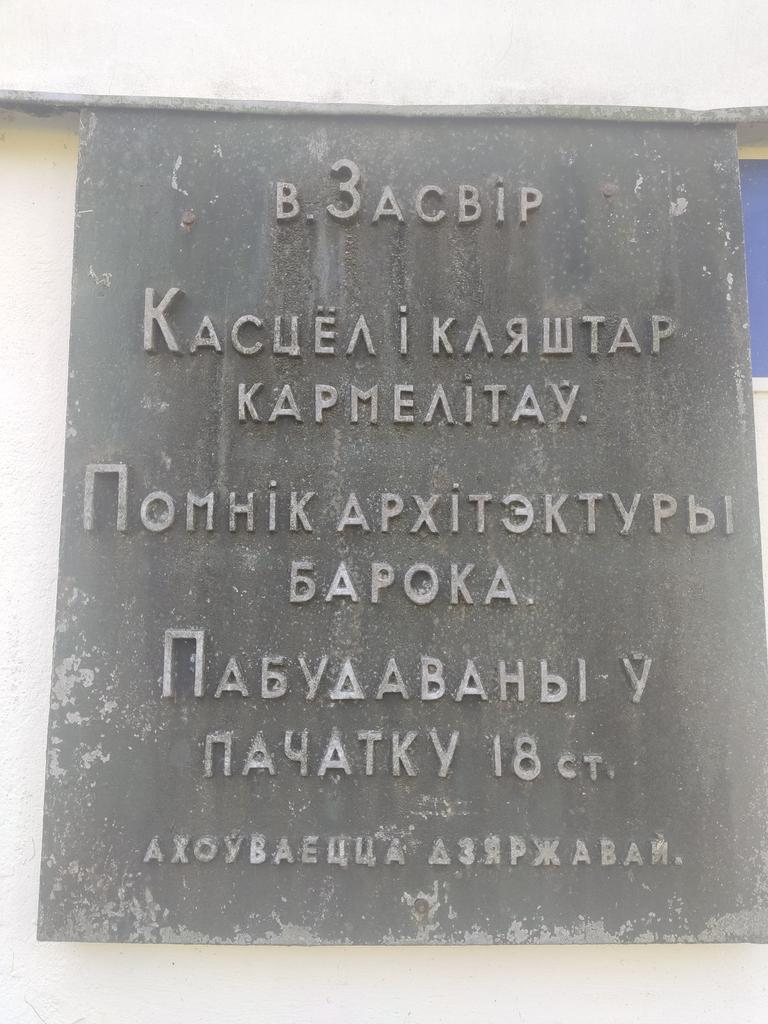 в. Засвір
Касцёл і кляштар
кармелітаў.
Помнік архітэктуры
барока.
Пабудаваны ў
пачатку 18 ст.
ахоўваецца дзяржавай.